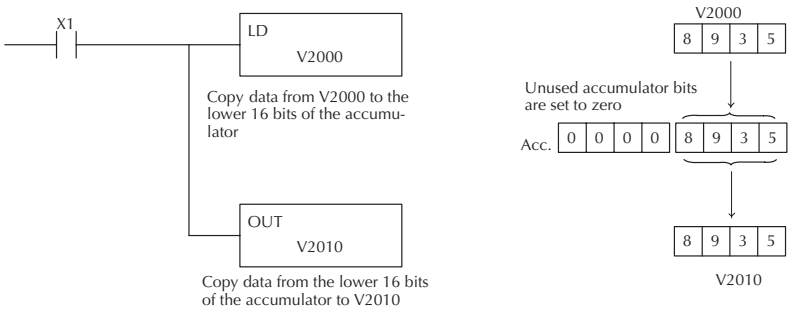 X1
LD
V2000
Copy data from V2000 to the
lower 16 bits of the accumu-
lator
OUT
V2010
Copy data from the lower 16 bits
of the accumulator to V2010
V2000
8 9 3 5
Unused accumulator bits
are set to zero
Acc. 0 0 0 0 8 9 3 5
8 9 3 5
V2010